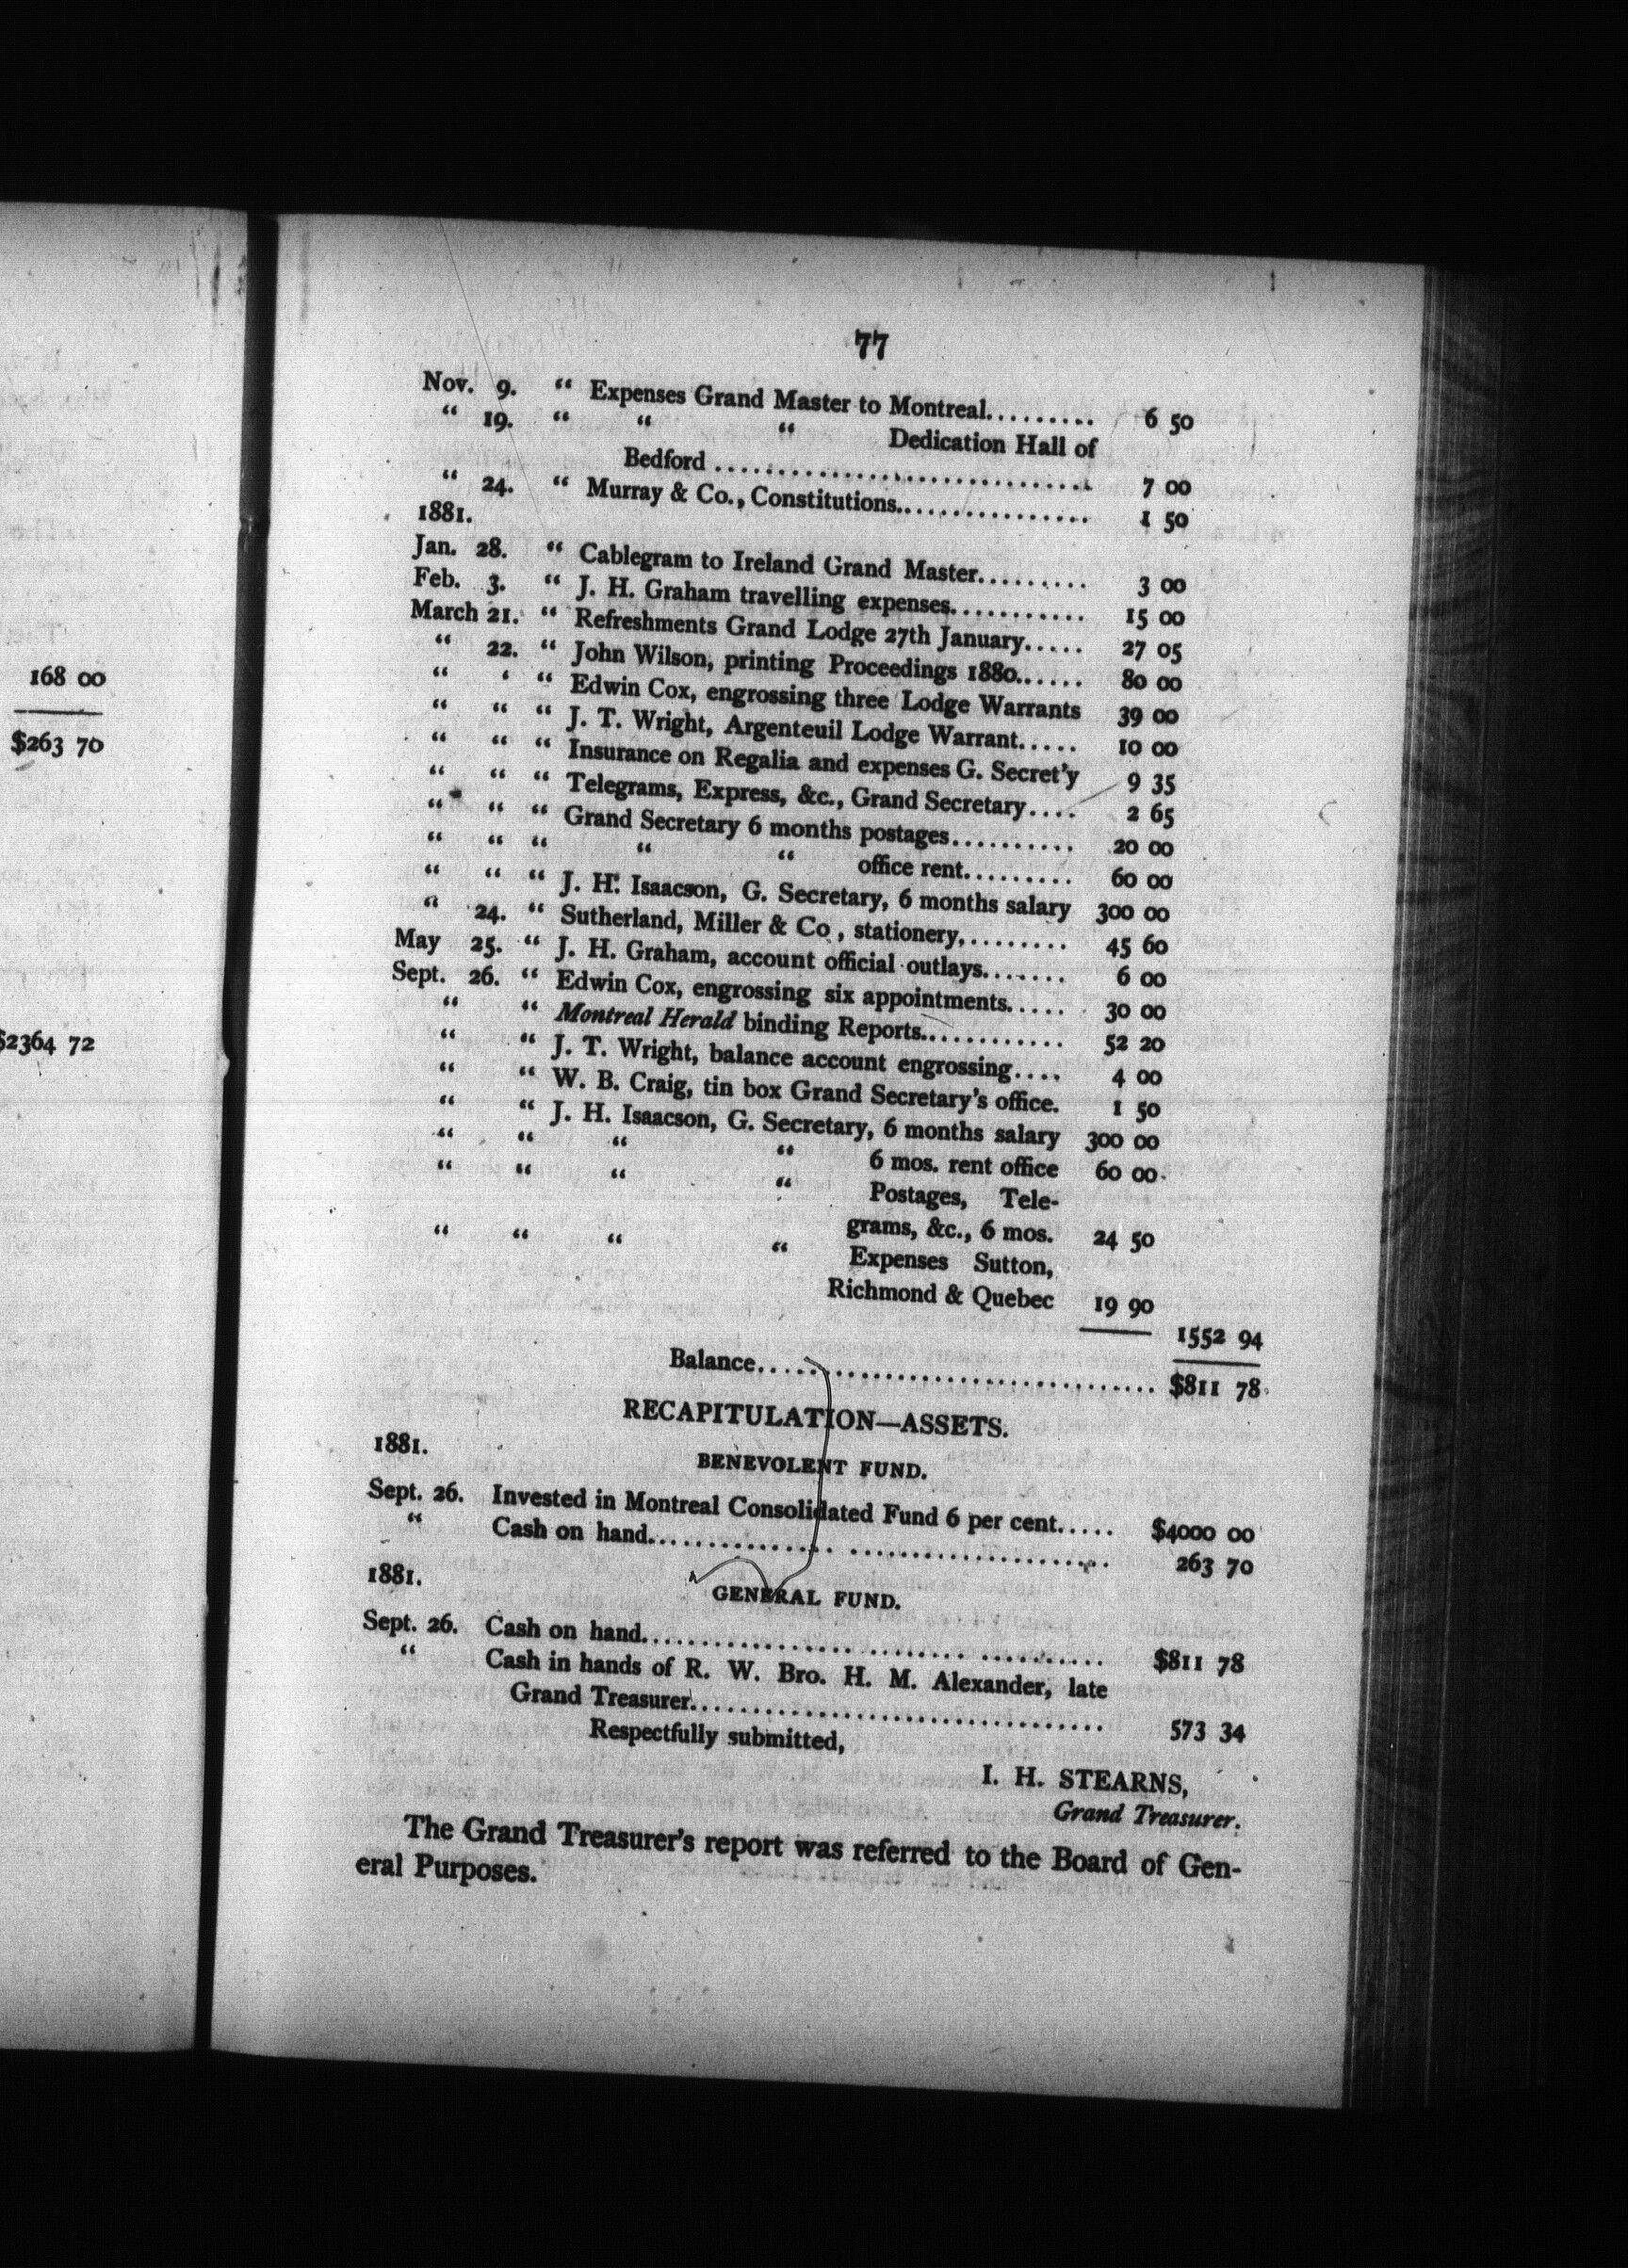 168 00
$263 70
$2364 72
77
Nov. 9. “ Expenses Grand Master to Montreal......... 6 50
“ 19. “ “ “ Dedication Hall of
Bedford .............................. 7 00
“ 24. “ Murray & Co., Constitutions................ 1 50
1881.
Jan. 28. “ Cablegram to Ireland Grand Master......... 3 00
Feb. 3. “ J. H. Graham travelling expenses........... 15 00
March 21. “ Refreshments Grand Lodge 27th January..... 27 05
“ 22. “ John Wilson, printing Proceedings 1880...... 80 00
“ ‘ “ Edwin Cox, engrossing three Lodge Warrants 39 00
“ “ “ J. T. Wright, Argenteuil Lodge Warrant..... 10 00
“ “ “ Insurance on Regalia and expenses G. Secret’y 9 35
“ “ “ Telegrams, Express, &c., Grand Secretary.... 2 65
“ “ “ Grand Secretary 6 months postages.......... 20 00
“ “ “ “ “ office rent......... 60 00
“ “ “ J. H. Isaacson, G. Secretary, 6 months salary 300 00
“ 24. “ Sutherland, Miller & Co , stationery,......... 45 60
May 25. “ J. H. Graham, account official outlays....... 6 00
Sept. 26. “ Edwin Cox, engrossing six appointments..... 30 00
“ “ Montreal Herald binding Reports............ 52 20
“ “ J. T. Wright, balance account engrossing.... 4 00
“ “ W. B. Craig, tin box Grand Secretary’s office. 1 50
“ “ J. H. Isaacson, G. Secretary, 6 months salary 300 00
“ “ “ “ 6 mos. rent office 60 00
“ “ “ “ Postages, Tele-
grams, &c., 6 mos. 24 50
“ “ “ “ Expenses Sutton,
Richmond & Quebec 19 90
1552 94
Balance................................ $811 78
RECAPITULATION—ASSETS.
1881.
BENEVOLENT FUND.
Sept. 26. Invested in Montreal Consolidated Fund 6 per cent..... $4000 00
“ Cash on hand.................................... 263 70
1881.
GENERAL FUND.
Sept. 26. Cash on hand.................................... $811 78
“ Cash in hands of R. W. Bro. H. M. Alexander, late
Grand Treasurer.................................. 573 34
Respectfully submitted,
I. H. STEARNS,
Grand Treasurer.
The Grand Treasurer’s report was referred to the Board of Gen-
eral Purposes.